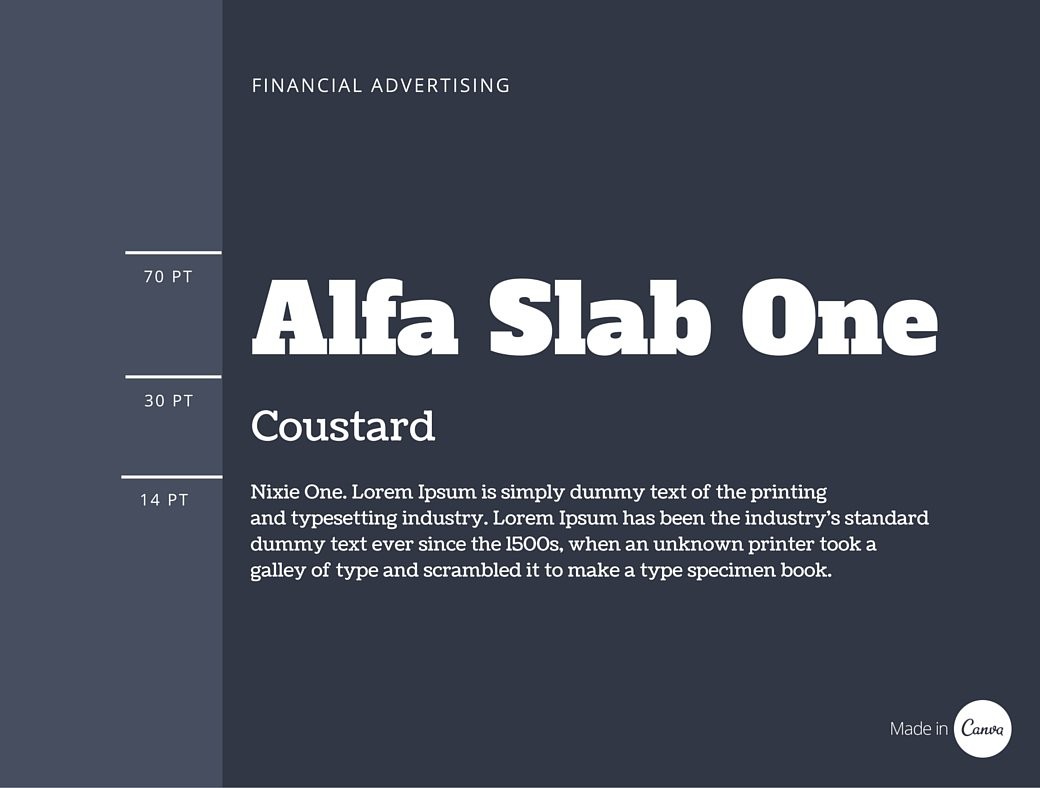 FINANCIAL ADVERTISING
70 PT
Alfa Slab One
30 PT
Coustard
14 PT
Nixie One. Lorem Ipsum is simply dummy text of the printing
and typesetting industry. Lorem Ipsum has been the industry's standard
dummy text ever since the 1500s, when an unknown printer took a
galley of type and scrambled it to make a type specimen book.
Made in Canva